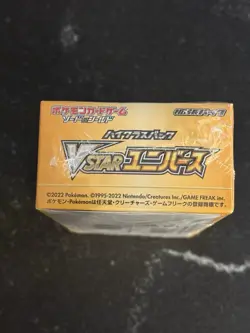 ポケモンカードゲーム
ソード&シールド
ハイクラスパック
VSTARユニバース
©2022 Pokémon. ©1995-2022 Nintendo/Creatures Inc./GAME FREAK inc.
ポケモン・Pokémonは任天堂・クリーチャーズ・ゲームフリークの登録商標です。